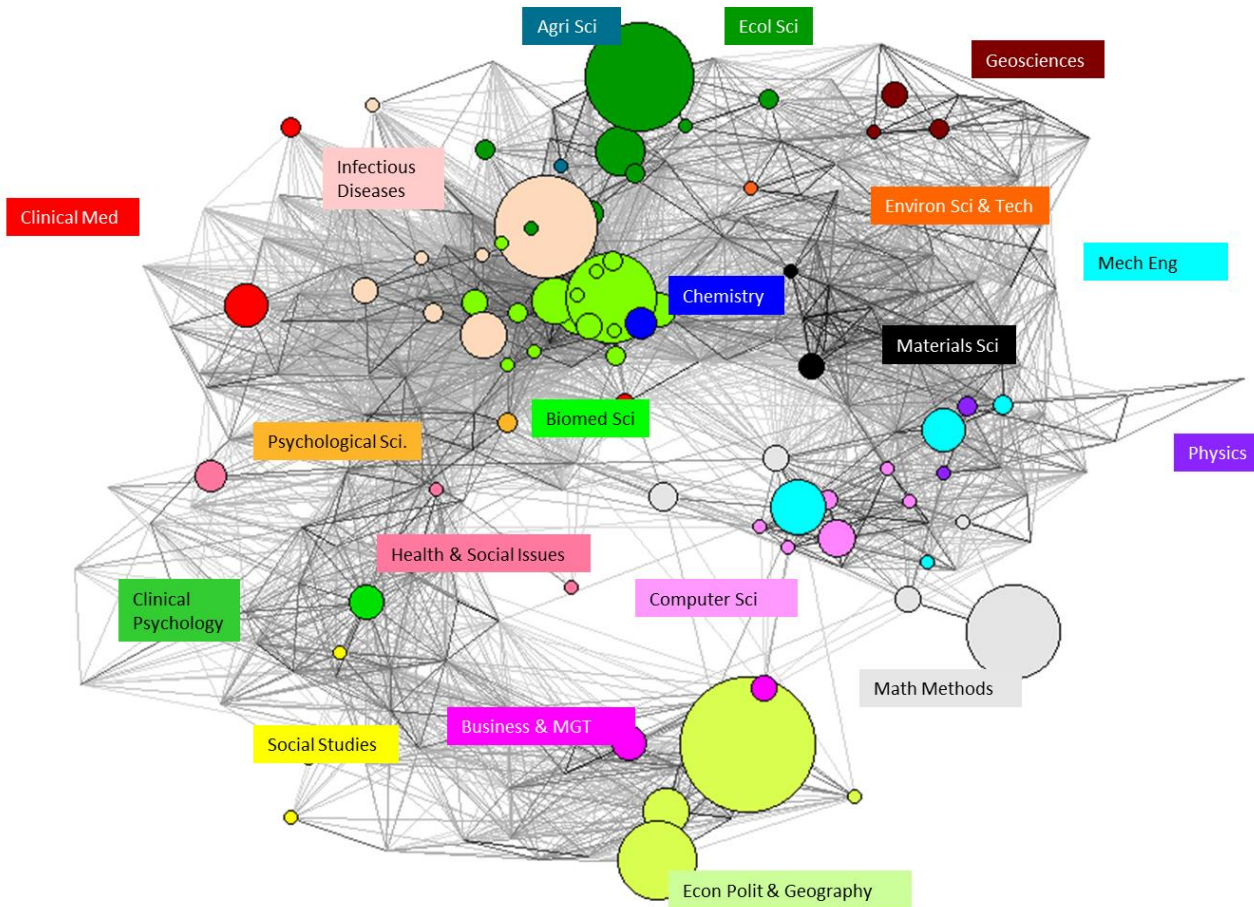 Agri Sci
Ecol Sci
Geosciences
Infectious
Diseases
Clinical Med
Environ Sci & Tech
Mech Eng
Chemistry
Materials Sci
Biomed Sci
Psychological Sci.
Physics
Health & Social Issues
Clinical
Psychology
Computer Sci
Math Methods
Business & MGT
Social Studies
Econ Polit & Geography